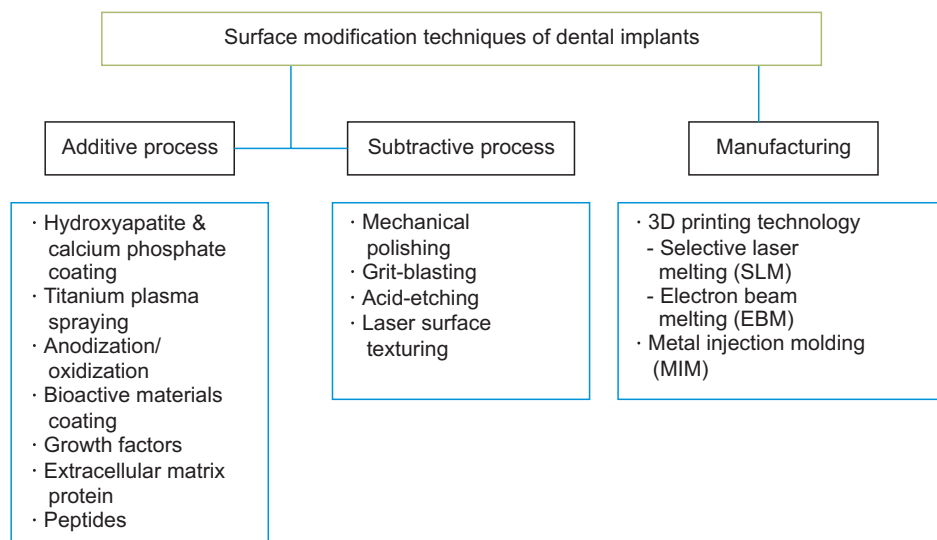 Surface modification techniques of dental implants
Additive process
Subtractive process
Manufacturing
· Hydroxyapatite &
calcium phosphate
coating
· Titanium plasma
spraying
· Anodization/
oxidization
· Bioactive materials
coating
· Growth factors
· Extracellular matrix
protein
· Peptides
· Mechanical
polishing
· Grit-blasting
· Acid-etching
· Laser surface
texturing
· 3D printing technology
- Selective laser
melting (SLM)
- Electron beam
melting (EBM)
· Metal injection molding
(MIM)